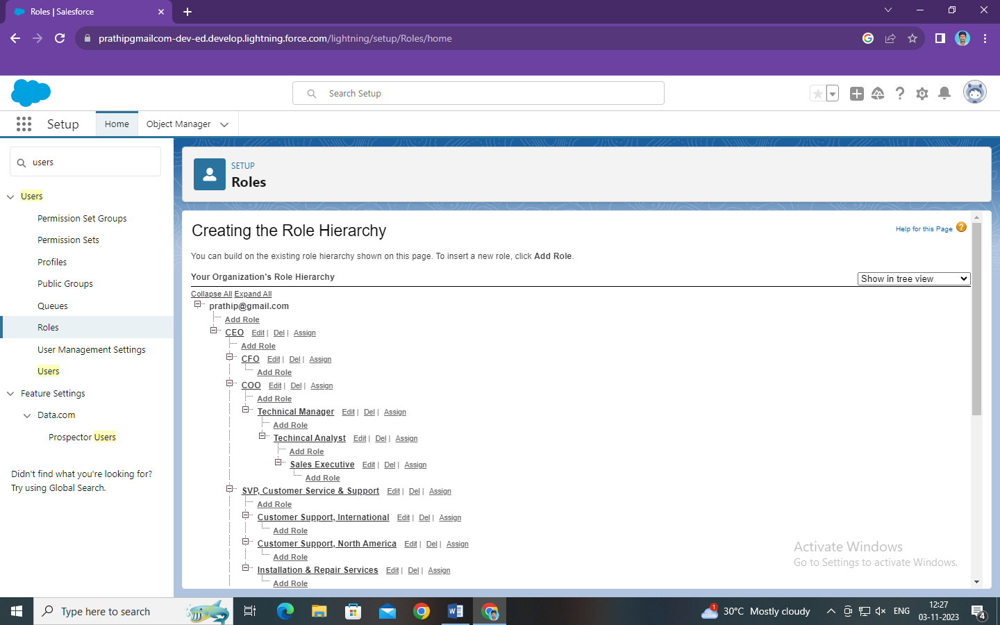 Roles | Salesforce
prathipgmailcom-dev-ed.develop.lightning.force.com/lightning/setup/Roles/home
Search Setup
Setup
Home
Object Manager
users
Users
Permission Set Groups
Permission Sets
Profiles
Public Groups
Queues
Roles
User Management Settings
Users
Feature Settings
Data.com
Prospector Users
Didn't find what you're looking for?
Try using Global Search.
SETUP
Roles
Creating the Role Hierarchy
Help for this Page ?
You can build on the existing role hierarchy shown on this page. To insert a new role, click Add Role.
Your Organization's Role Hierarchy
Show in tree view
Collapse All Expand All
prathip@gmail.com
Add Role
CEO Edit | Del | Assign
Add Role
CFO Edit | Del | Assign
Add Role
COO Edit | Del | Assign
Add Role
Technical Manager Edit | Del | Assign
Add Role
Techincal Analyst Edit | Del | Assign
Add Role
Sales Executive Edit | Del | Assign
Add Role
SVP, Customer Service & Support Edit | Del | Assign
Add Role
Customer Support, International Edit | Del | Assign
Add Role
Customer Support, North America Edit | Del | Assign
Add Role
Installation & Repair Services Edit | Del | Assign
Add Role
Activate Windows
Go to Settings to activate Windows.
Type here to search
1
30°C Mostly cloudy
ENG
12:27
03-11-2023
4